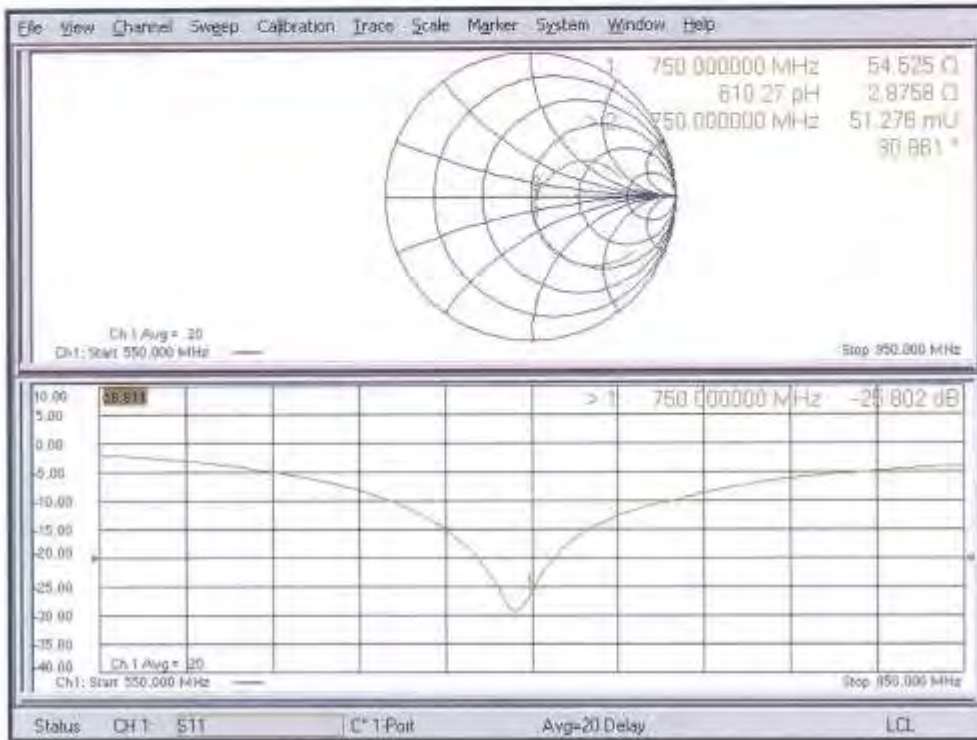 File View Channel Sweep Calibration Trace Scale Marker System Window Help
1 750.000000 MHz 54.525 Ω
610.27 pH 2.8758 Ω
> 2 750.000000 MHz 51.276 mU
30.881 °
Ch 1 Avg = 20
Ch1: Start 550.000 MHz
Stop 950.000 MHz
10.00
> 1 750.000000 MHz -25.802 dB
5.00
0.00
-5.00
-10.00
-15.00
-20.00
-25.00
-30.00
-35.00
-40.00
Ch 1 Avg = 20
Ch1: Start 550.000 MHz
Stop 950.000 MHz
Status CH 1: S11 C* 1-Port Avg=20 Delay LCL